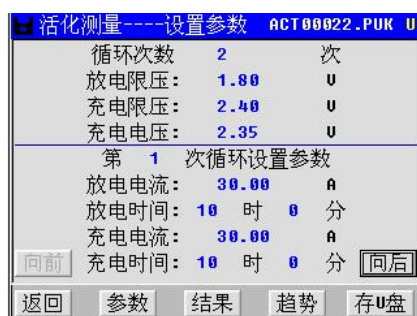 活化测量----设置参数 ACT00022.PUK U
循环次数 2 次
放电限压: 1.80 V
充电限压: 2.40 V
充电电压: 2.35 V
第 1 次循环设置参数
放电电流: 30.00 A
放电时间: 10 时 0 分
充电电流: 30.00 A
向前 充电时间: 10 时 0 分 向后
返回 参数 结果 趋势 存U盘